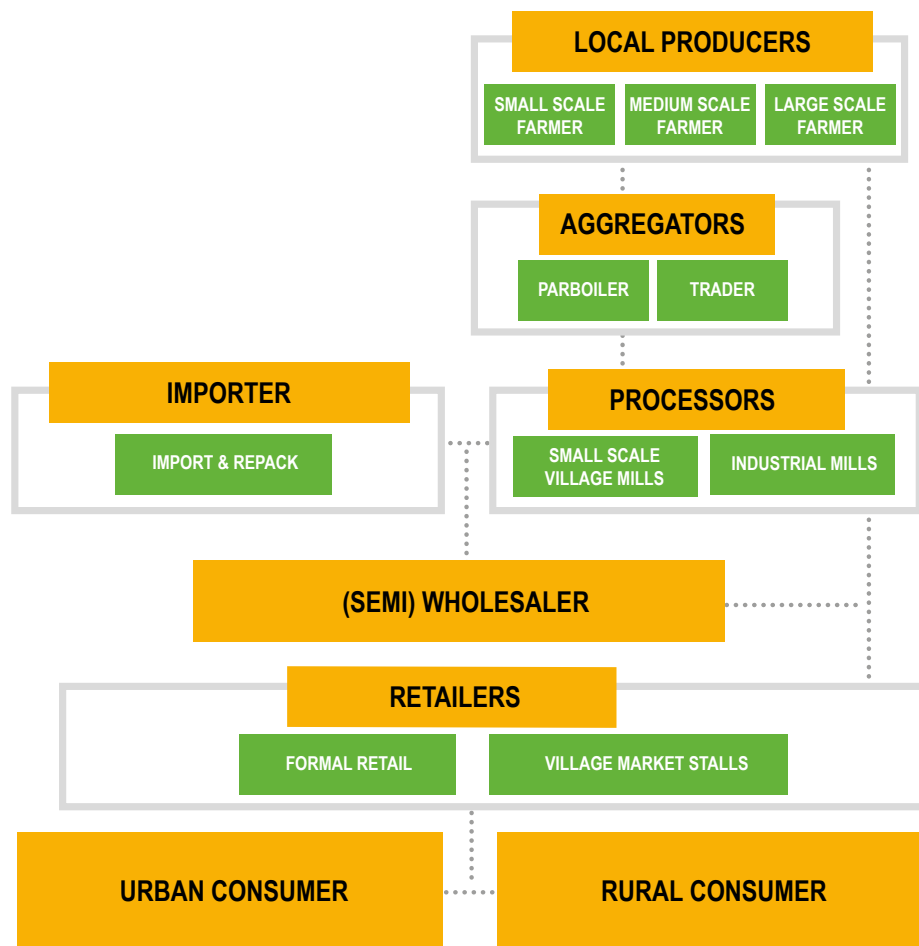 LOCAL PRODUCERS
SMALL SCALE
FARMER
MEDIUM SCALE
FARMER
LARGE SCALE
FARMER
AGGREGATORS
PARBOILER
TRADER
IMPORTER
IMPORT & REPACK
PROCESSORS
SMALL SCALE
VILLAGE MILLS
INDUSTRIAL MILLS
(SEMI) WHOLESALER
RETAILERS
FORMAL RETAIL
VILLAGE MARKET STALLS
URBAN CONSUMER
RURAL CONSUMER